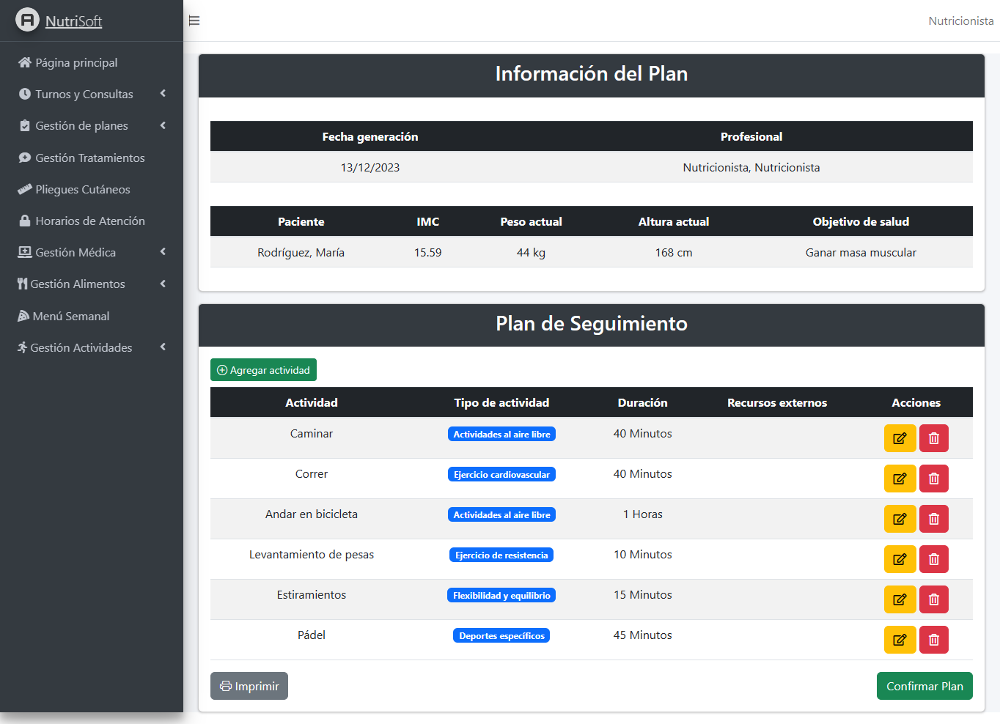 NutriSoft
Nutricionista
Página principal
Turnos y Consultas
Gestión de planes
Gestión Tratamientos
Pliegues Cutáneos
Horarios de Atención
Gestión Médica
Gestión Alimentos
Menú Semanal
Gestión Actividades
Información del Plan
Fecha generación Profesional
13/12/2023 Nutricionista, Nutricionista
Paciente IMC Peso actual Altura actual Objetivo de salud
Rodríguez, María 15.59 44 kg 168 cm Ganar masa muscular
Plan de Seguimiento
Agregar actividad
Actividad Tipo de actividad Duración Recursos externos Acciones
Caminar Actividades al aire libre 40 Minutos
Correr Ejercicio cardiovascular 40 Minutos
Andar en bicicleta Actividades al aire libre 1 Horas
Levantamiento de pesas Ejercicio de resistencia 10 Minutos
Estiramientos Flexibilidad y equilibrio 15 Minutos
Pádel Deportes específicos 45 Minutos
Imprimir Confirmar Plan